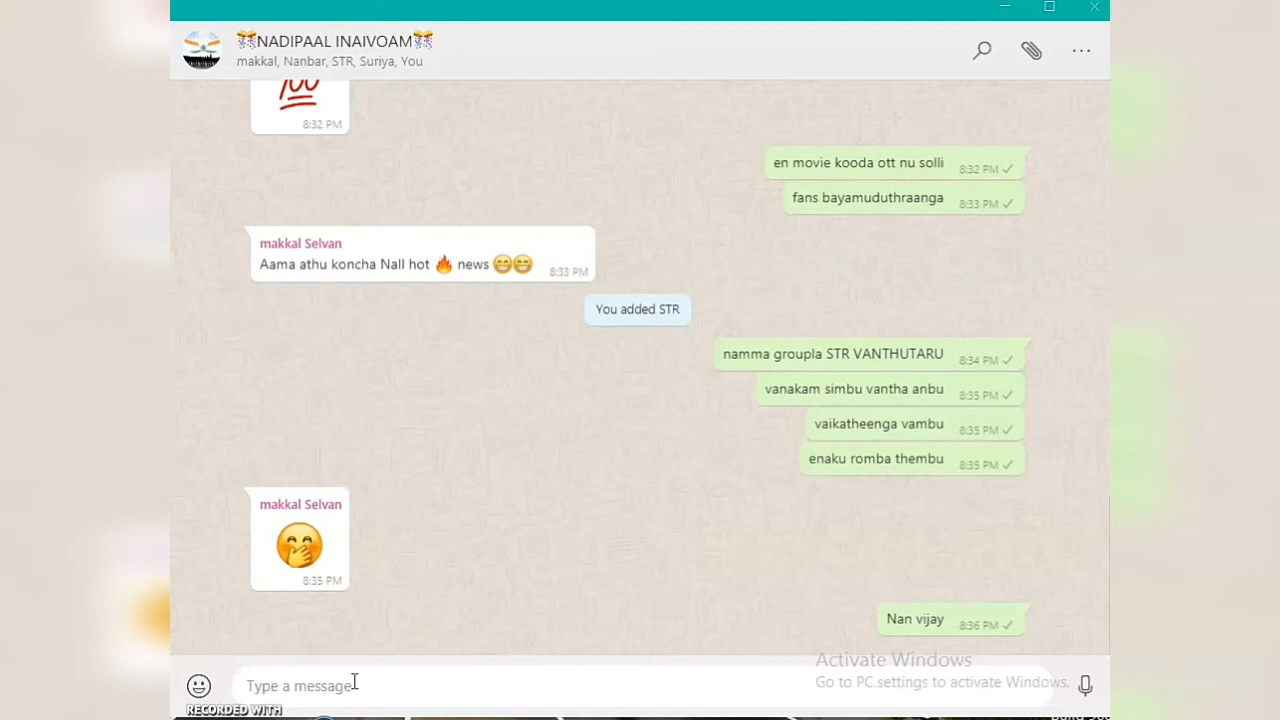 NADIPAAL INAIVOAM
makkal, Nanbar, STR, Suriya, You
100
8:32 PM
en movie kooda ott nu solli 8:32 PM
fans bayamuduthraanga 8:33 PM
makkal Selvan
Aama athu koncha Nall hot 🔥 news 😁😁 8:33 PM
You added STR
namma groupla STR VANTHUTARU 8:34 PM
vanakam simbu vantha anbu 8:35 PM
vaikatheenga vambu 8:35 PM
enaku romba thembu 8:35 PM
makkal Selvan
8:35 PM
Nan vijay 8:36 PM
Activate Windows
Type a message
Go to PC settings to activate Windows.
RECORDED WITH